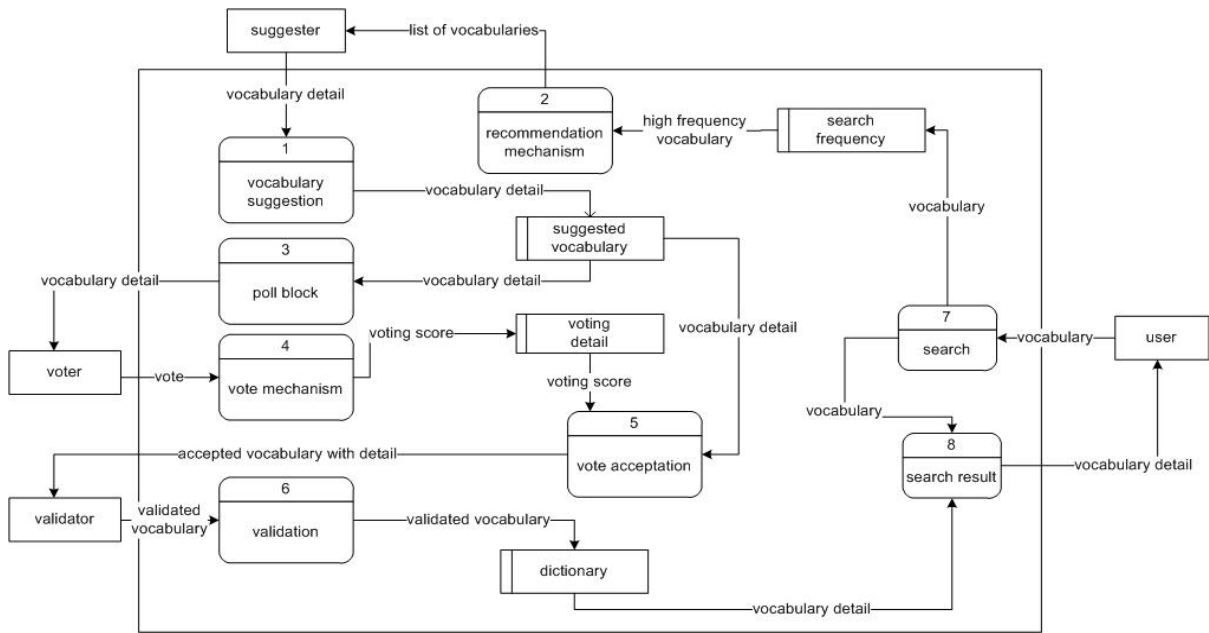 suggester
list of vocabularies
vocabulary detail
2
recommendation
mechanism
high frequency
vocabulary
search
frequency
1
vocabulary
suggestion
vocabulary detail
vocabulary
suggested
vocabulary
3
poll block
vocabulary detail
vocabulary detail
vocabulary detail
voting score
voting
detail
7
search
vocabulary
user
4
vote mechanism
voter
vote
voting score
vocabulary
5
vote acceptation
accepted vocabulary with detail
8
search result
vocabulary detail
6
validation
validator
validated
vocabulary
validated vocabulary
dictionary
vocabulary detail